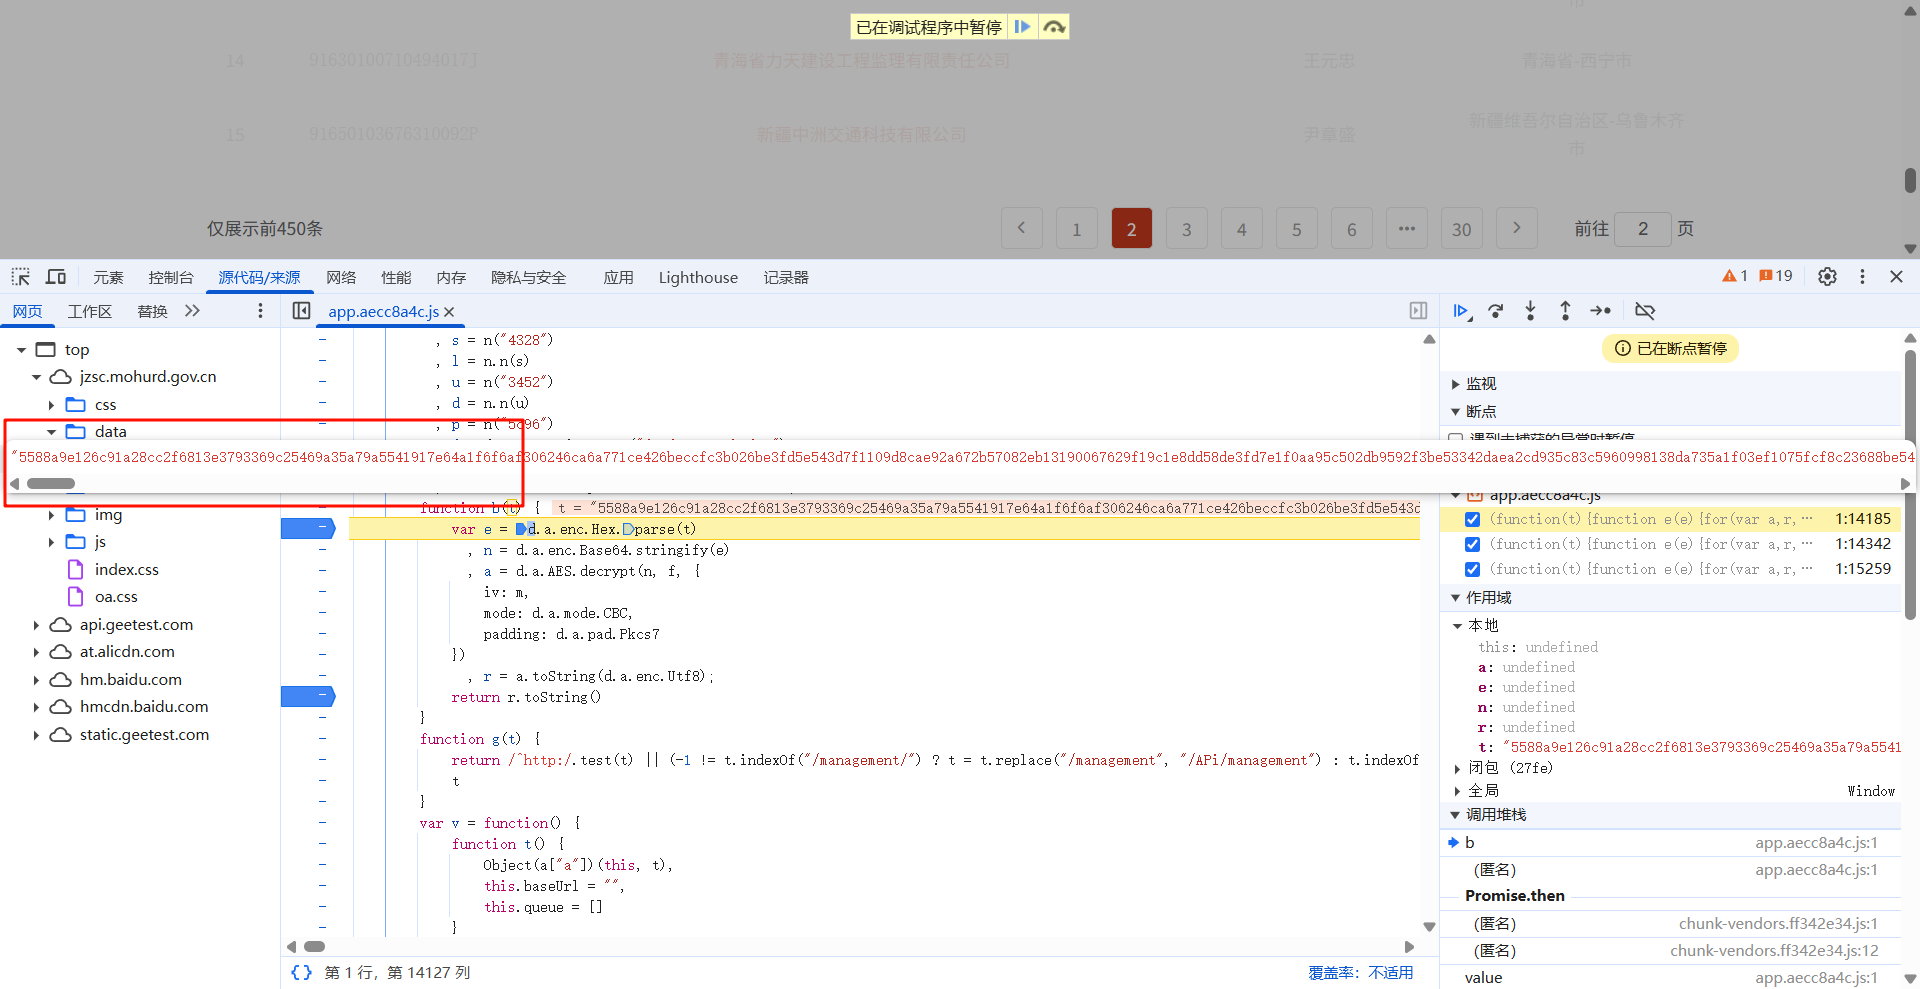 已在调试程序中暂停
市
14 91630100710494017J 青海省力天建设工程监理有限责任公司 王元忠 青海省-西宁市
15 91650103676310092P 新疆中洲交通科技有限公司 尹章盛 新疆维吾尔自治区-乌鲁木齐
市
仅展示前450条 1 2 3 4 5 6 ••• 30 前往 2 页
元素 控制台 源代码/来源 网络 性能 内存 隐私与安全 应用 Lighthouse 记录器 1 19
网页 工作区 替换 app.aecc8a4c.js
top
jzsc.mohurd.gov.cn
css
data
img
js
index.css
oa.css
api.geetest.com
at.alicdn.com
hm.baidu.com
hmcdn.baidu.com
static.geetest.com
, s = n("4328")
, l = n.n(s)
, u = n("3452")
, d = n.n(u)
, p = n("5c96")
"5588a9e126c91a28cc2f6813e3793369c25469a35a79a5541917e64a1f6f6af306246ca6a771ce426beccfc3b026be3fd5e543d7f1109d8cae92a672b57082eb13190067629f19c1e8dd58de3fd7e1f0aa95c502db9592f3be53342daea2cd935c83c5960998138da735a1f03ef1075fcf8c23688be54
function b(t) { t = "5588a9e126c91a28cc2f6813e3793369c25469a35a79a5541917e64a1f6f6af306246ca6a771ce426beccfc3b026be3fd5e543d
var e = d.a.enc.Hex.parse(t)
, n = d.a.enc.Base64.stringify(e)
, a = d.a.AES.decrypt(n, f, {
iv: m,
mode: d.a.mode.CBC,
padding: d.a.pad.Pkcs7
})
, r = a.toString(d.a.enc.Utf8);
return r.toString()
}
function g(t) {
return /^http:/.test(t) || (-1 != t.indexOf("/management/") ? t = t.replace("/management", "/APi/management") : t.indexOf
t
}
var v = function() {
function t() {
Object(a["a"])(this, t),
this.baseUrl = "",
this.queue = []
}
{} 第 1 行，第 14127 列 覆盖率：不适用
已在断点暂停
监视
断点
遇到未捕获的异常时暂停
app.aecc8a4c.js
(function(t){function e(e){for(var a,r,… 1:14185
(function(t){function e(e){for(var a,r,… 1:14342
(function(t){function e(e){for(var a,r,… 1:15259
作用域
本地
this: undefined
a: undefined
e: undefined
n: undefined
r: undefined
t: "5588a9e126c91a28cc2f6813e3793369c25469a35a79a5541
闭包 (27fe)
全局 Window
调用堆栈
b app.aecc8a4c.js:1
(匿名) app.aecc8a4c.js:1
Promise.then
(匿名) chunk-vendors.ff342e34.js:1
(匿名) chunk-vendors.ff342e34.js:12
value app.aecc8a4c.js:1